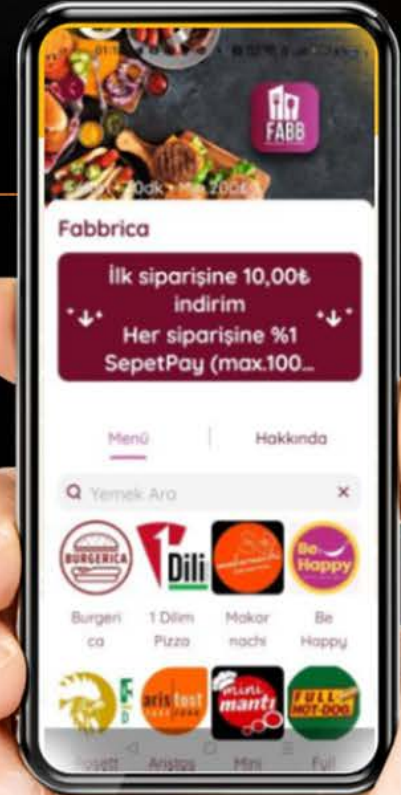 FABB
Fabbrica
İlk siparişine 10,00₺
indirim
Her siparişine %1
SepetPay (max.100...
Menü
Hakkında
Yemek Ara
BURGERICA
1 Dili
Be
Happy
Burgeri
ca
1 Dilim
Pizza
Makar
nachi
Be
Happy
aristost
mini
mantı
FULL
HOT-DOG
Aristos
Mini
Full